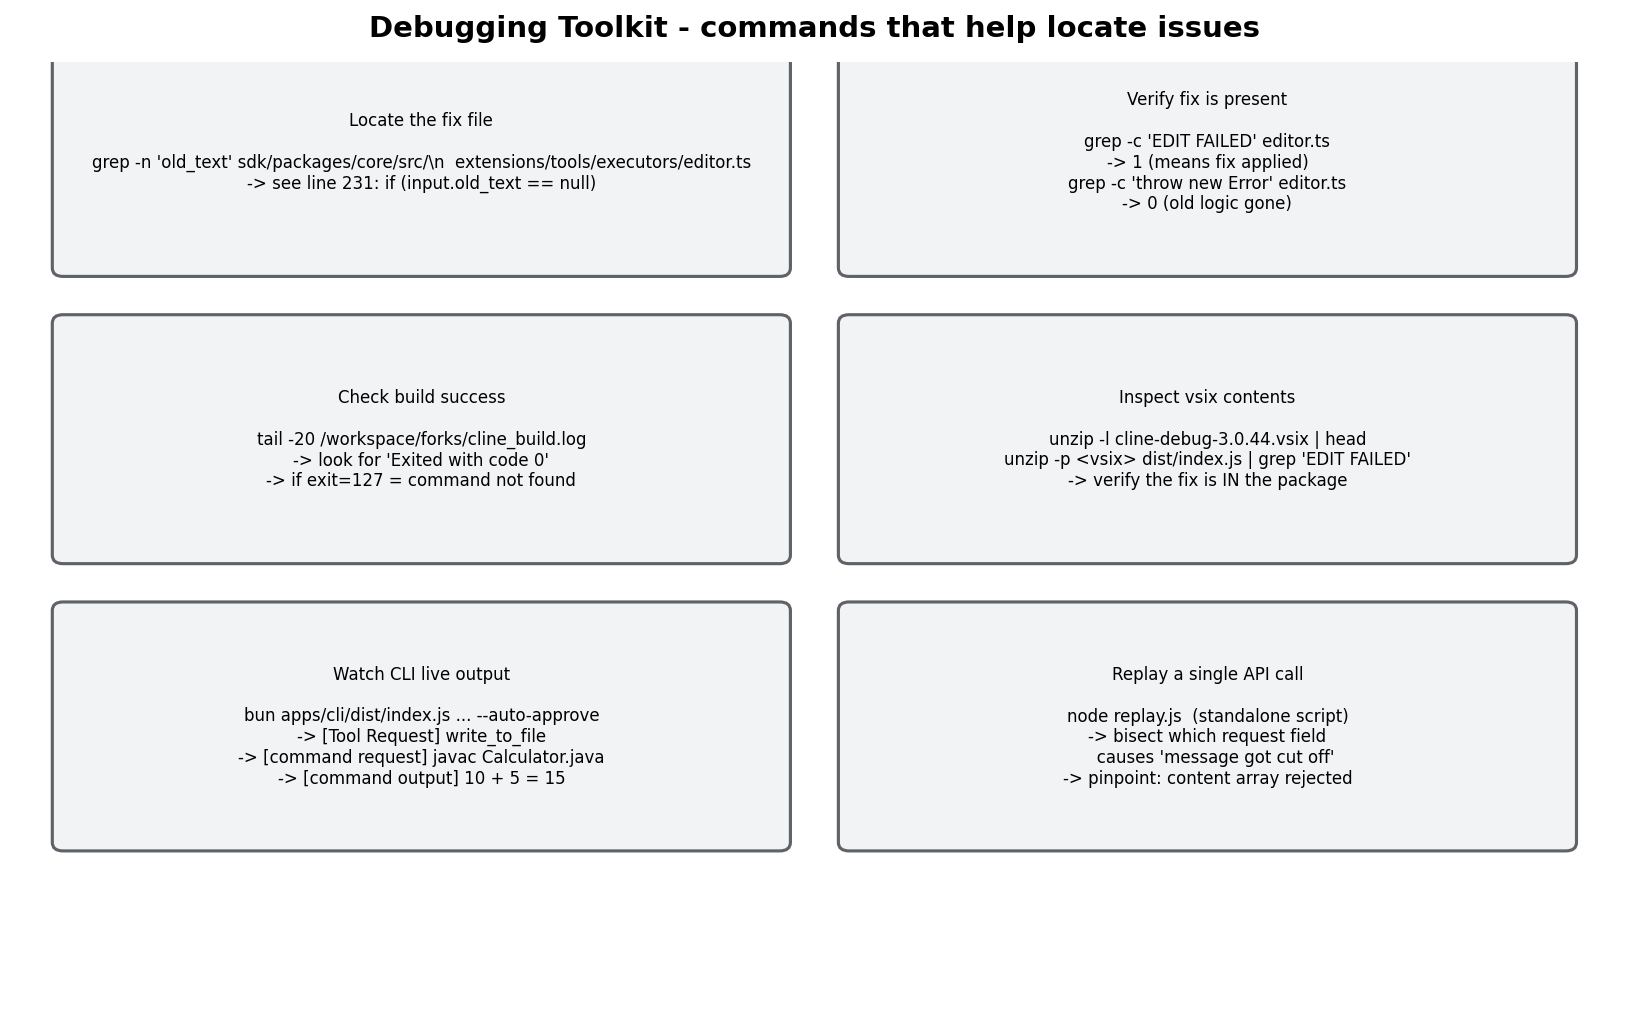 Debugging Toolkit - commands that help locate issues
Locate the fix file
grep -n 'old_text' sdk/packages/core/src/\n  extensions/tools/executors/editor.ts
-> see line 231: if (input.old_text == null)
Verify fix is present
grep -c 'EDIT FAILED' editor.ts
-> 1 (means fix applied)
grep -c 'throw new Error' editor.ts
-> 0 (old logic gone)
Check build success
tail -20 /workspace/forks/cline_build.log
-> look for 'Exited with code 0'
-> if exit=127 = command not found
Inspect vsix contents
unzip -l cline-debug-3.0.44.vsix | head
unzip -p <vsix> dist/index.js | grep 'EDIT FAILED'
-> verify the fix is IN the package
Watch CLI live output
bun apps/cli/dist/index.js ... --auto-approve
-> [Tool Request] write_to_file
-> [command request] javac Calculator.java
-> [command output] 10 + 5 = 15
Replay a single API call
node replay.js  (standalone script)
-> bisect which request field
causes 'message got cut off'
-> pinpoint: content array rejected